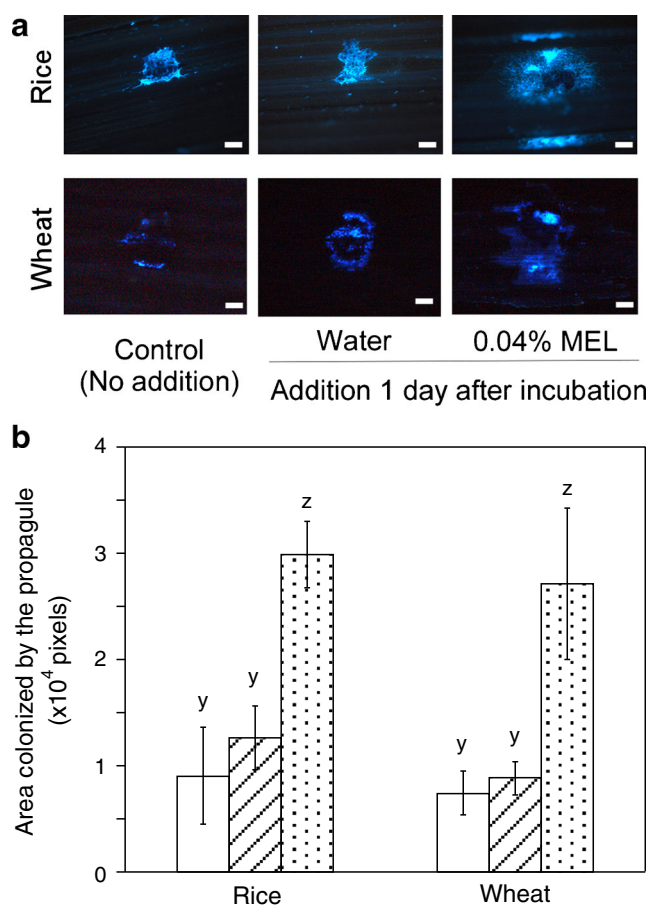 a
Rice
Wheat
Control
(No addition)
Water
0.04% MEL
Addition 1 day after incubation
b
Area colonized by the propagule
(x10⁴ pixels)
4
3
2
1
0
y
y
z
y
y
z
Rice
Wheat